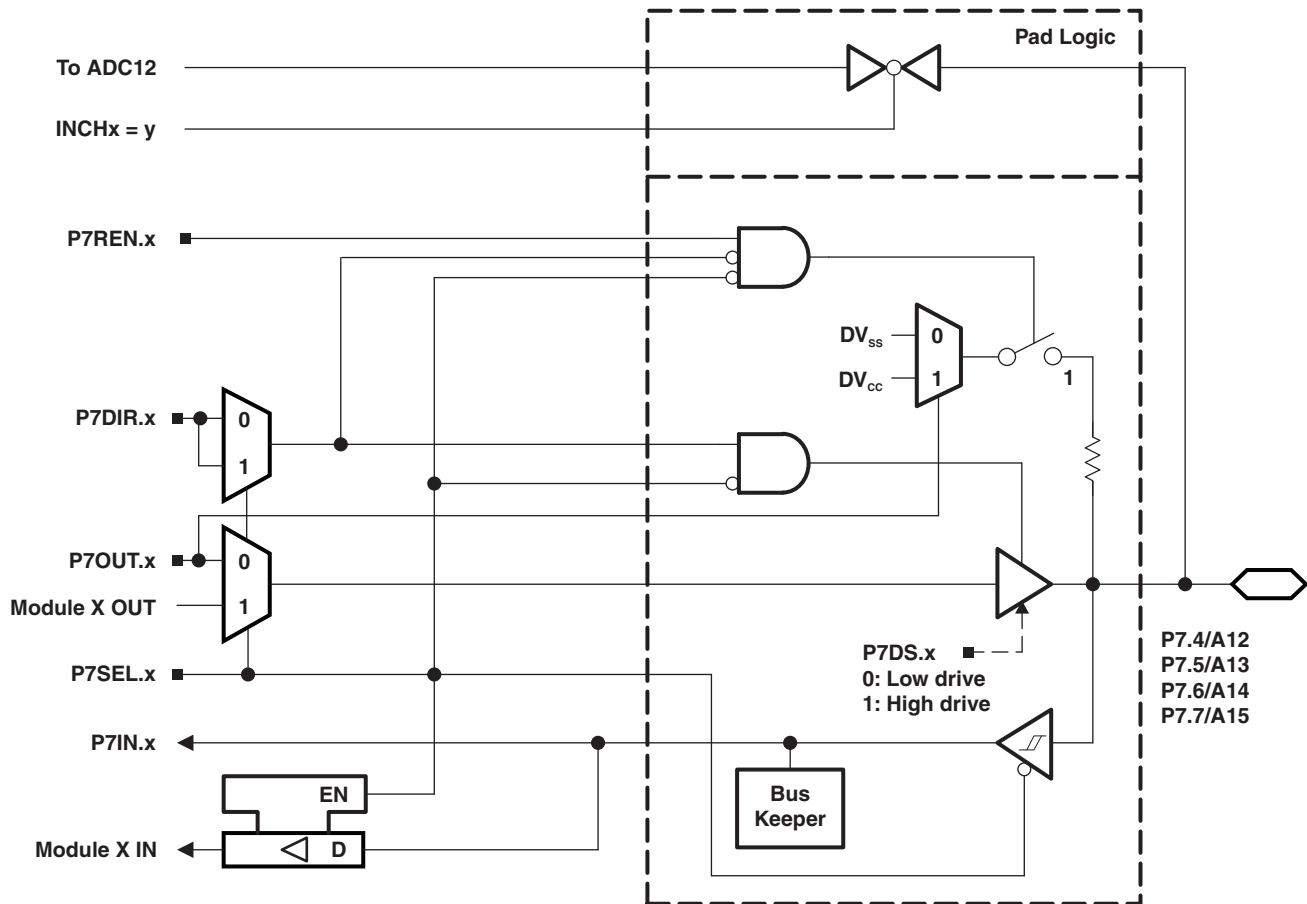 Pad Logic
To ADC12
INCHx = y
P7REN.x
DVSS
0
DVCC
1
1
P7DIR.x
0
1
P7OUT.x
0
Module X OUT
1
P7DS.x
0: Low drive
1: High drive
P7SEL.x
P7.4/A12
P7.5/A13
P7.6/A14
P7.7/A15
P7IN.x
Bus
Keeper
EN
Module X IN
D